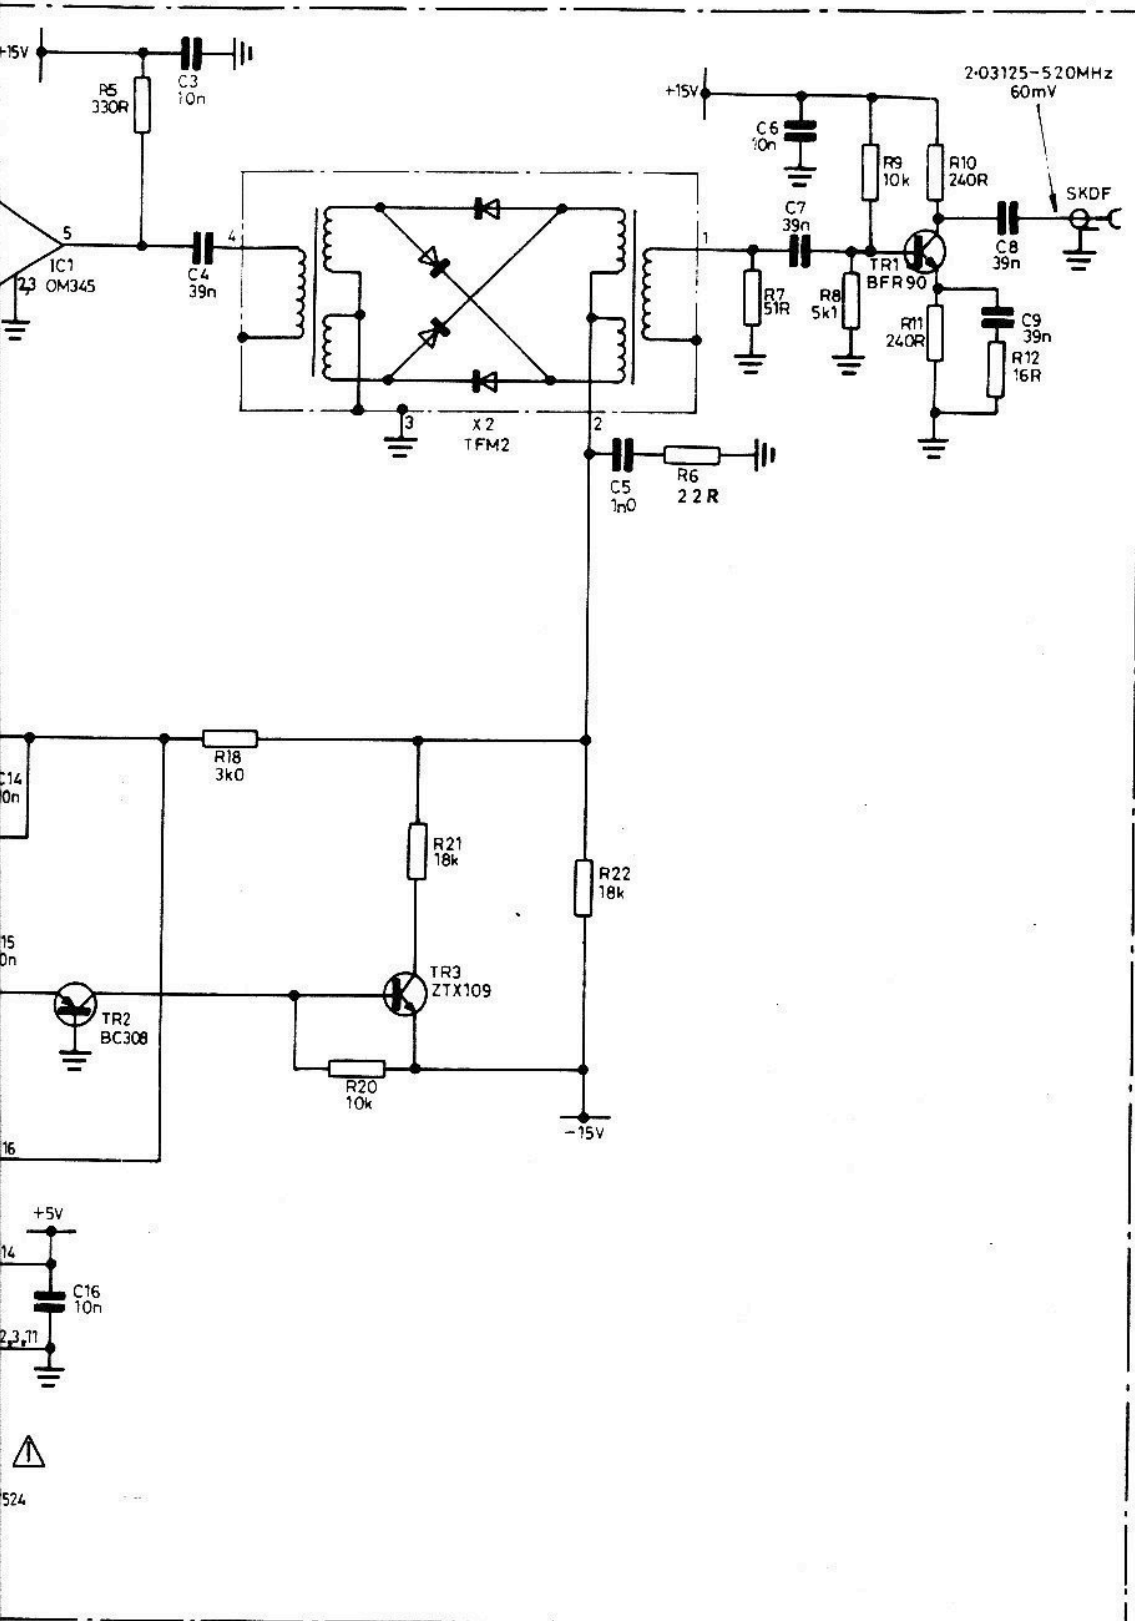 +15V
R5
330R
C3
10n
5
IC1
2,3 OM345
C4
39n
4
3
X2
TFM2
2
1
C5
1n0
R6
22R
+15V
C6
10n
C7
39n
R7
51R
R8
5k1
R9
10k
R10
240R
TR1
BFR90
R11
240R
C8
39n
C9
39n
R12
16R
2·03125-520MHz
60mV
SKDF
R18
3k0
C14
0n
R21
18k
R22
18k
15
0n
TR2
BC308
TR3
ZTX109
R20
10k
-15V
16
+5V
14
C16
10n
2,3,11
524